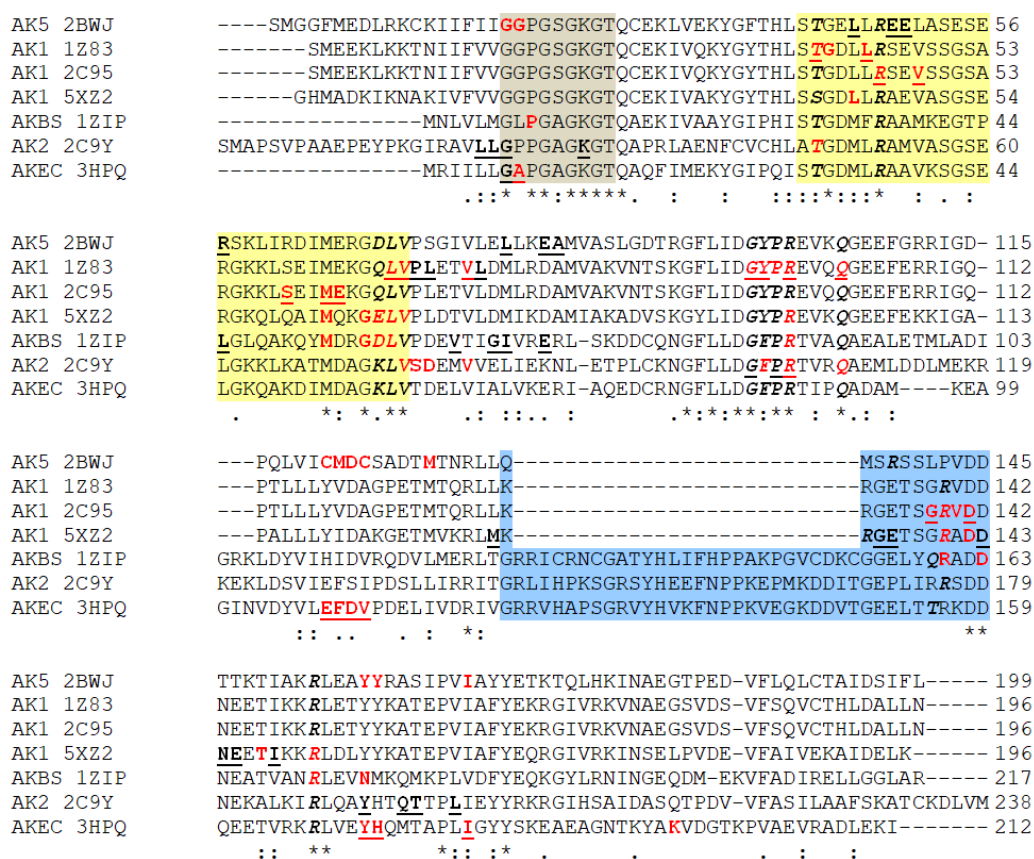 AK5 2BWJ ----SMGGFMEDLRKCKIIFIIGGPGSGKGTQCEKLVEKYGFTHLSTGELLREELASESE 56
AK1 1Z83 -------SMEEKLKKTNIIFVVGGPGSGKGTQCEKIVQKYGYTHLSTGDLLRSEVSSGSA 53
AK1 2C95 -------SMEEKLKKTNIIFVVGGPGSGKGTQCEKIVQKYGYTHLSTGDLLRSEVSSGSA 53
AK1 5XZ2 ------GHMADKIKNAKIVFVVGGPGSGKGTQCEKIVAKYGYTHLSSGDLLRAEVASGSE 54
AKBS 1ZIP ----------------MNLVLMGLPGAGKGTQAEKIVAAYGIPHISTGDMFRAAMKEGTP 44
AK2 2C9Y SMAPSVPAAEPEYPKGIRAVLLGPPGAGKGTQAPRLAENFCVCHLATGDMLRAMVASGSE 60
AKEC 3HPQ ----------------MRIILLGAPGAGKGTQAQFIMEKYGIPQISTGDMLRAAVKSGSE 44
.::* **:***** : : :***::* : .:
AK5 2BWJ RSKLIRDIMERGDLVPSGIVLELLKEAMVASLGDTRGFLIDGYPREVKQGEEFGRRIGD- 115
AK1 1Z83 RGKKLSEIMEKGQLVPLETVLDMLRDAMVAKVNTSKGFLIDGYPREVQQGEEFERRIGQ- 112
AK1 2C95 RGKKLSEIMEKGQLVPLETVLDMLRDAMVAKVNTSKGFLIDGYPREVQQGEEFERRIGQ- 112
AK1 5XZ2 RGKQLQAIMQKGELVPLDTVLDMIKDAMIAKADVSKGYLIDGYPREVKQGEEFEKKIGA- 113
AKBS 1ZIP LGLQAKQYMDRGDLVPDEVTIGIVRERL-SKDDCQNGFLLDGFPRTVAQAEALETMLADI 103
AK2 2C9Y LGKKLKATMDAGKLVSDEMVVELIEKNL-ETPLCKNGFLLDGFPRTVRQAEMLDDLMEKR 119
AKEC 3HPQ LGKQAKDIMDAGKLVTDELVIALVKERI-AQEDCRNGFLLDGFPRTIPQADAM----KEA 99
. *: *.** .: ::.. : .*:*:**:** : *.: :
AK5 2BWJ ---PQLVICMDCSADTMTNRLLQ---------------------------MSRSSLPVDD 145
AK1 1Z83 ---PTLLLYVDAGPETMTQRLLK---------------------------RGETSGRVDD 142
AK1 2C95 ---PTLLLYVDAGPETMTQRLLK---------------------------RGETSGRVDD 142
AK1 5XZ2 ---PALLLYIDAKGETMVKRLMK---------------------------RGETSGRADD 143
AKBS 1ZIP GRKLDYVIHIDVRQDVLMERLTGRRICRNCGATYHLIFHPPAKPGVCDKCGGELYQRADD 163
AK2 2C9Y KEKLDSVIEFSIPDSLLIRRITGRLIHPKSGRSYHEEFNPPKEPMKDDITGEPLIRRSDD 179
AKEC 3HPQ GINVDYVLEFDVPDELIVDRIVGRRVHAPSGRVYHVKFNPPKVEGKDDVTGEELTTRKDD 159
:: .. . : *: **
AK5 2BWJ TTKTIAKRLEAYYRASIPVIAYYETKTQLHKINAEGTPED-VFLQLCTAIDSIFL----- 199
AK1 1Z83 NEETIKKRLETYYKATEPVIAFYEKRGIVRKVNAEGSVDS-VFSQVCTHLDALLN----- 196
AK1 2C95 NEETIKKRLETYYKATEPVIAFYEKRGIVRKVNAEGSVDS-VFSQVCTHLDALLN----- 196
AK1 5XZ2 NEETIKKRLDLYYKATEPVIAFYEQRGIVRKINSELPVDE-VFAIVEKAIDELK------ 196
AKBS 1ZIP NEATVANRLEVNMKQMKPLVDFYEQKGYLRNINGEQDM-EKVFADIRELLGGLAR----- 217
AK2 2C9Y NEKALKIRLQAYHTQTTPLIEYYRKRGIHSAIDASQTPDV-VFASILAAFSKATCKDLVM 238
AKEC 3HPQ QEETVRKRLVEYHQMTAPLIGYYSKEAEAGNTKYAKVDGTKPVAEVRADLEKI------- 212
:: ** *:: :* . . . : :